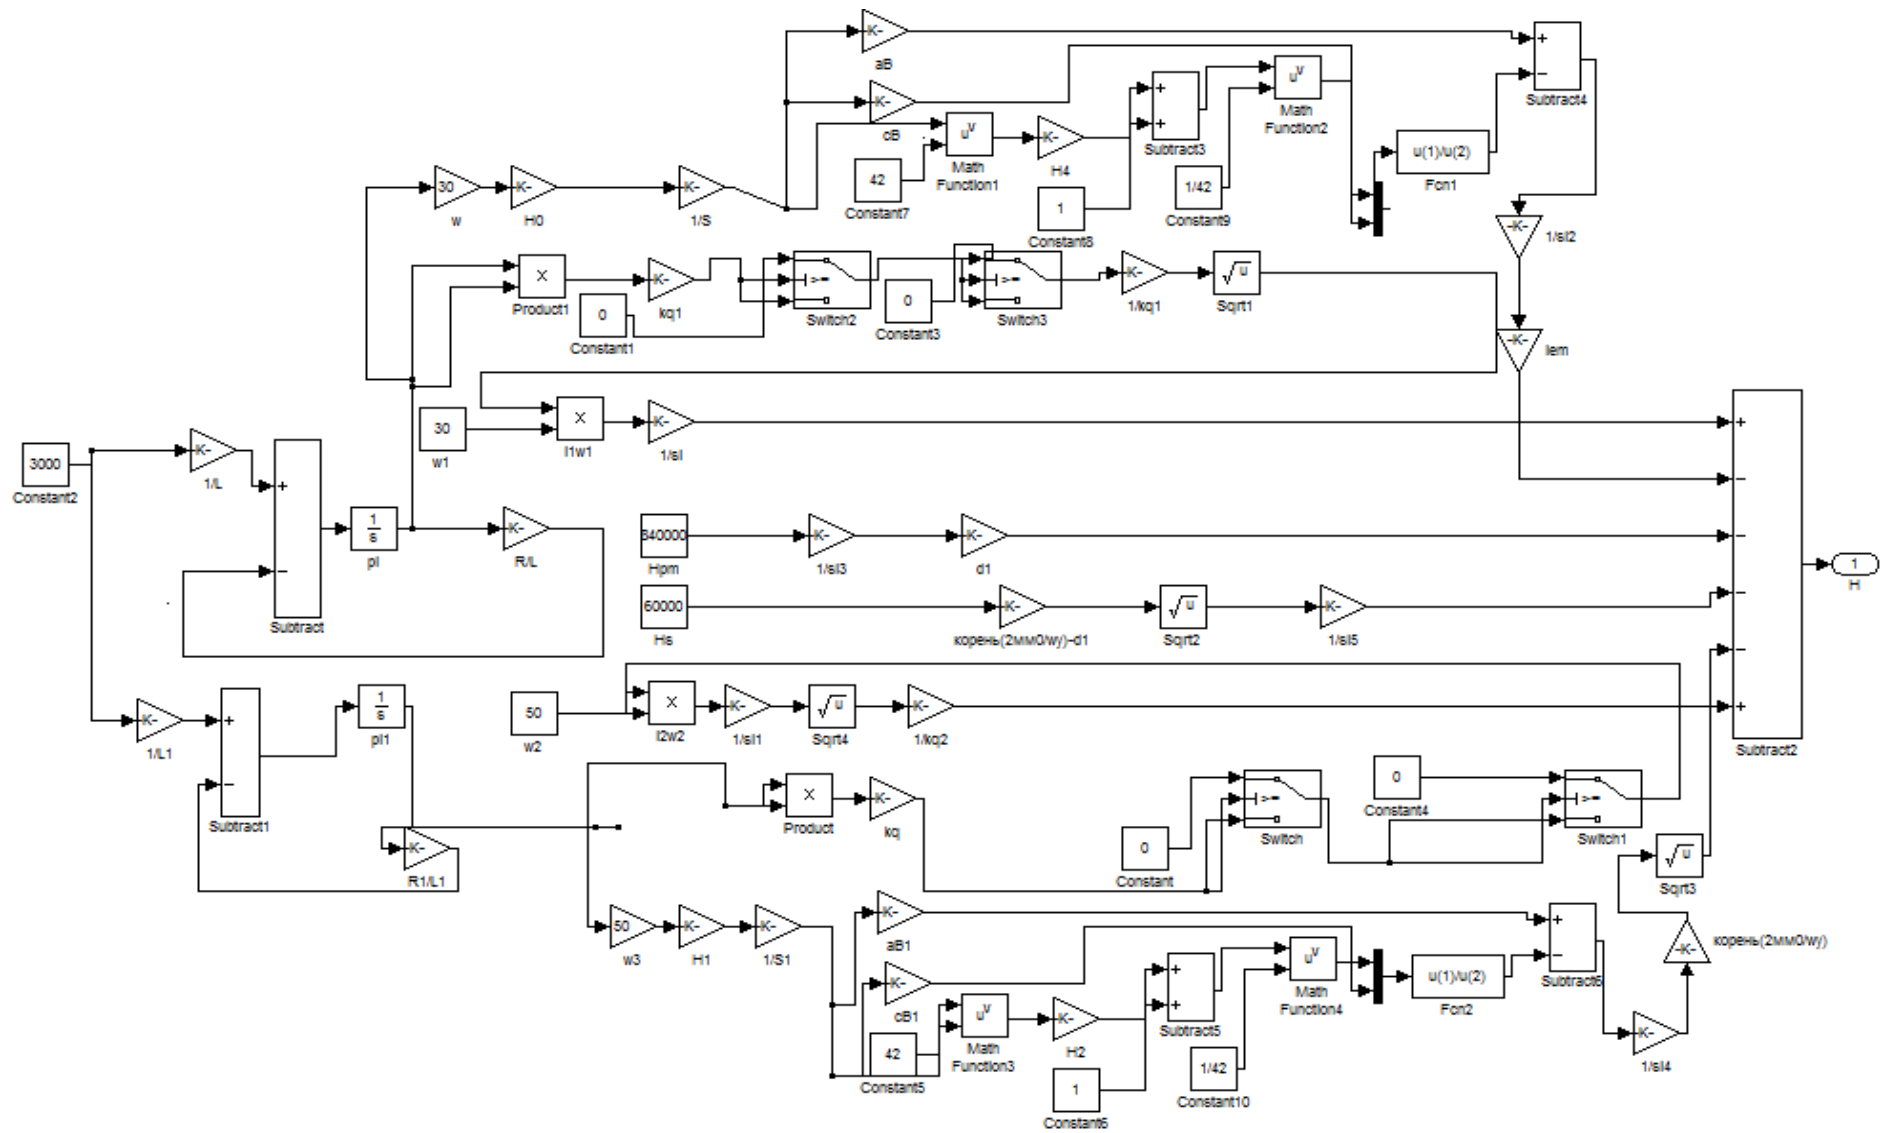 K-
aB
+
−
Subtract4
K-
cB
u^v
Math
Function1
42
Constant7
K-
H4
1
Constant8
+
+
Subtract3
u^v
Math
Function2
1/42
Constant9
u(1)/u(2)
Fcn1
-K-
1/sl2
30
w
K-
H0
K-
1/S
X
Product1
K-
kq1
0
Constant1
>=
Switch2
0
Constant3
>=
Switch3
K-
1/kq1
√u
Sqrt1
-K-
lem
30
w1
X
I1w1
K-
1/sl
3000
Constant2
K-
1/L
+
−
Subtract
1
s
pI
K-
R/L
840000
Hpm
K-
1/sl3
K-
d1
60000
Hs
K-
корень(2мм0/wy)-d1
√u
Sqrt2
K-
1/sl5
+
−
−
−
−
+
Subtract2
1
H
K-
1/L1
+
−
Subtract1
1
s
pI1
K-
R1/L1
50
w2
X
I2w2
K-
1/sl1
√u
Sqrt4
K-
1/kq2
X
Product
K-
kq
0
Constant
>=
Switch
0
Constant4
>=
Switch1
√u
Sqrt3
-K-
корень(2мм0/wy)
50
w3
K-
H1
K-
1/S1
K-
aB1
K-
cB1
42
Constant5
u^v
Math
Function3
K-
H2
1
Constant6
+
+
Subtract5
u^v
Math
Function4
1/42
Constant10
u(1)/u(2)
Fcn2
+
−
Subtract6
K-
1/sl4